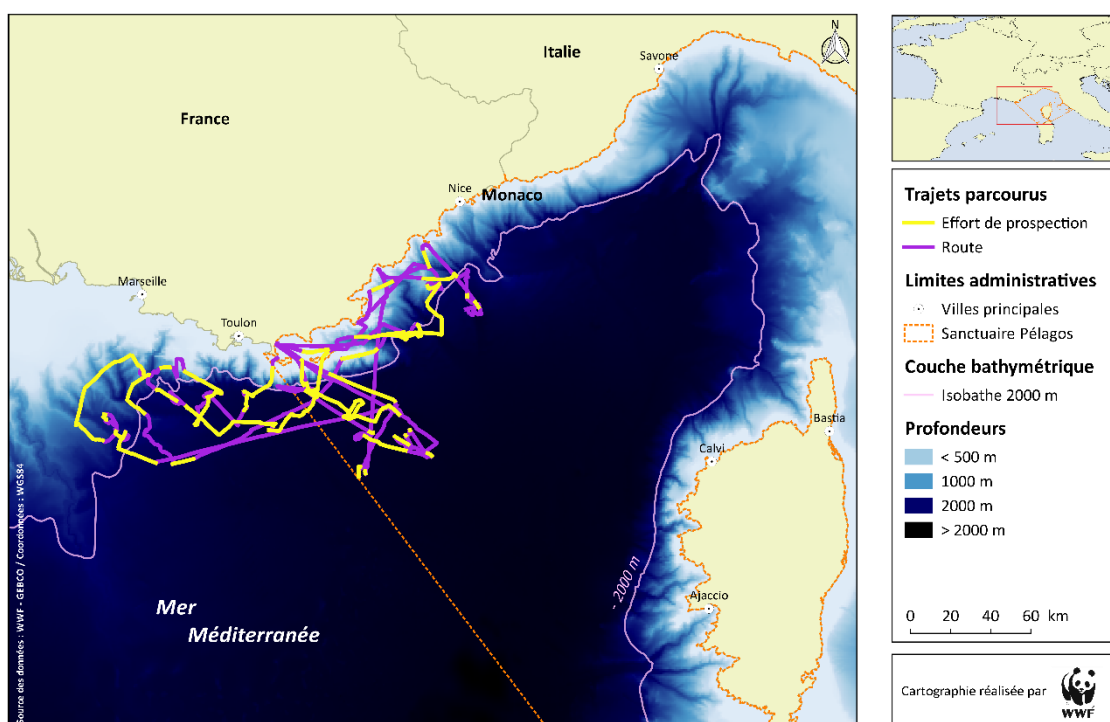 N
Italie
Savone
France
Nice
Monaco
Marseille
Toulon
Bastia
Calvi
- 2000 m
Ajaccio
Mer
Méditerranée
Source des données : WWF - GEBCO / Coordonnées : WGS84
Trajets parcourus
Effort de prospection
Route
Limites administratives
Villes principales
Sanctuaire Pélagos
Couche bathymétrique
Isobathe 2000 m
Profondeurs
< 500 m
1000 m
2000 m
> 2000 m
0 20 40 60 km
Cartographie réalisée par
WWF